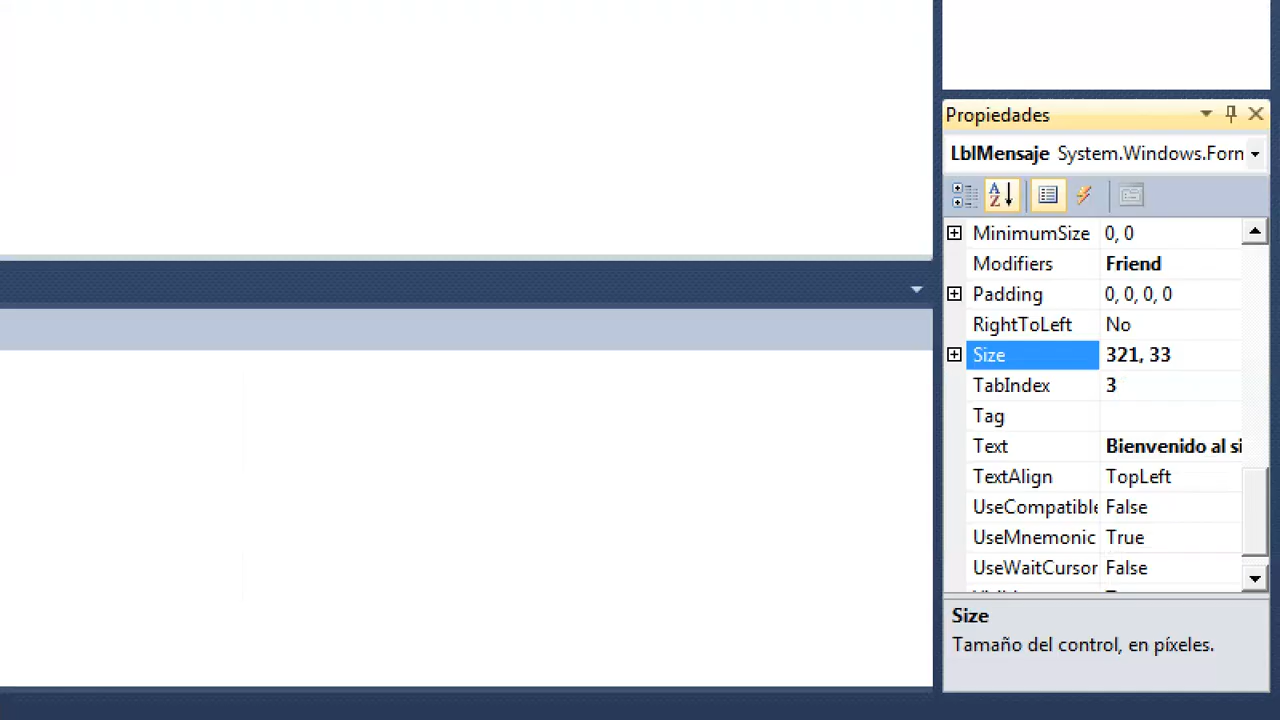 Propiedades
LblMensaje System.Windows.Forn
MinimumSize 0, 0
Modifiers Friend
Padding 0, 0, 0, 0
RightToLeft No
Size 321, 33
TabIndex 3
Tag
Text Bienvenido al si
TextAlign TopLeft
UseCompatible False
UseMnemonic True
UseWaitCursor False
Size
Tamaño del control, en píxeles.